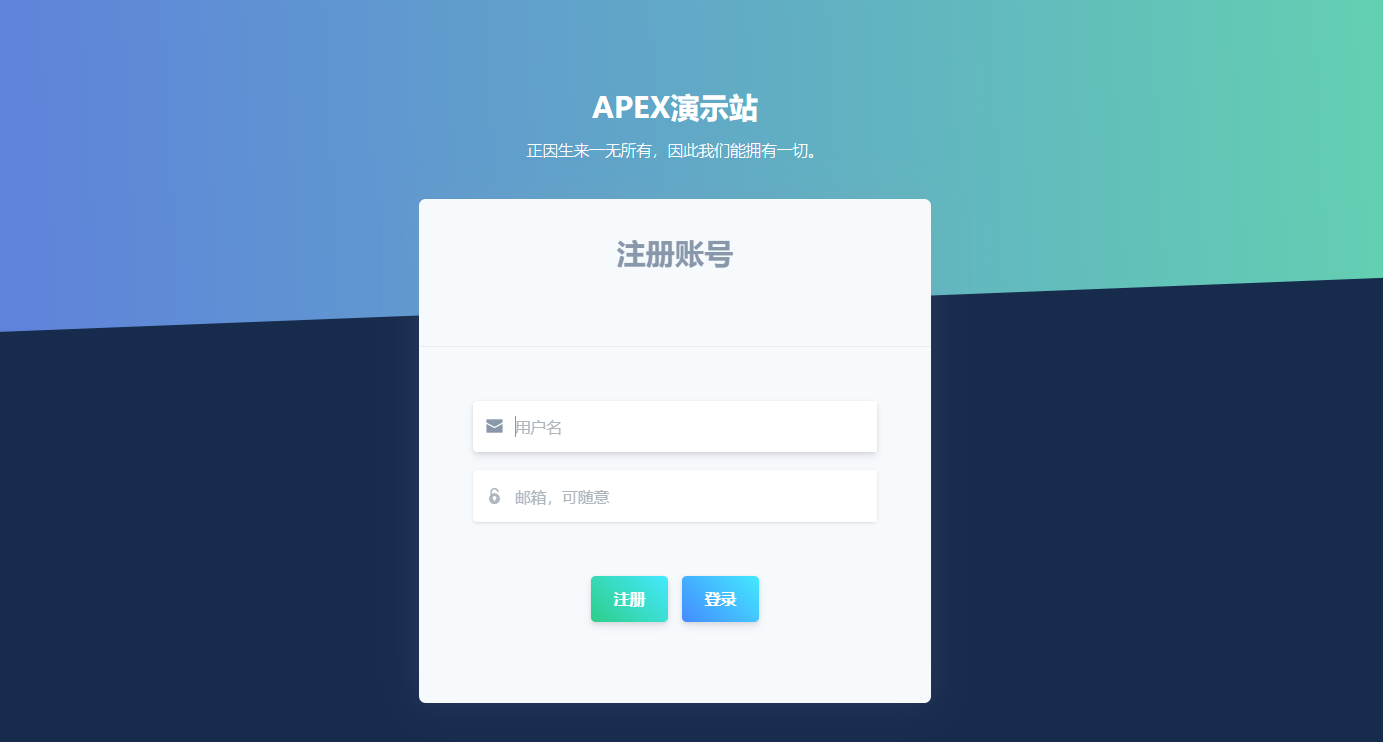 APEX演示站
正因生来一无所有，因此我们能拥有一切。
注册账号
用户名
邮箱，可随意
注册 登录